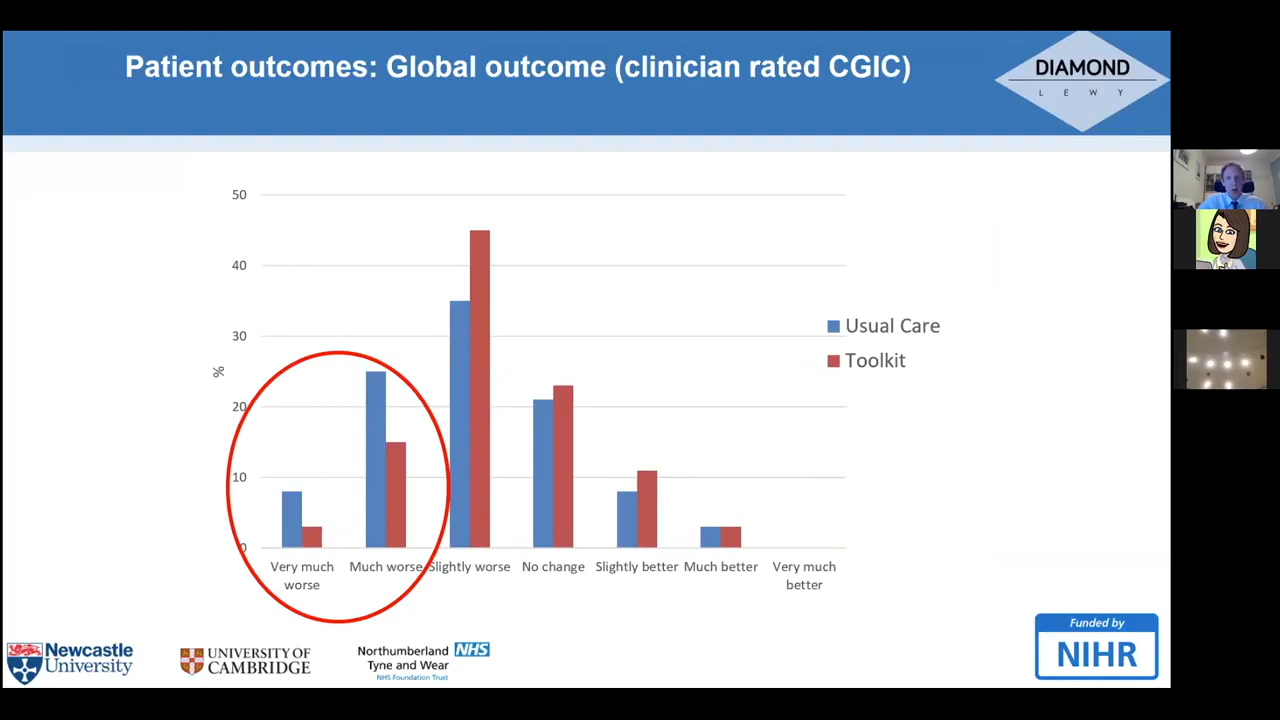 Patient outcomes: Global outcome (clinician rated CGIC)
DIAMOND
L E W Y
50
40
30
20
10
0
%
Usual Care
Toolkit
Very much
worse
Much worse
Slightly worse
No change
Slightly better
Much better
Very much
better
Newcastle
University
UNIVERSITY OF
CAMBRIDGE
Northumberland
Tyne and Wear
NHS
NHS Foundation Trust
Funded by
NIHR